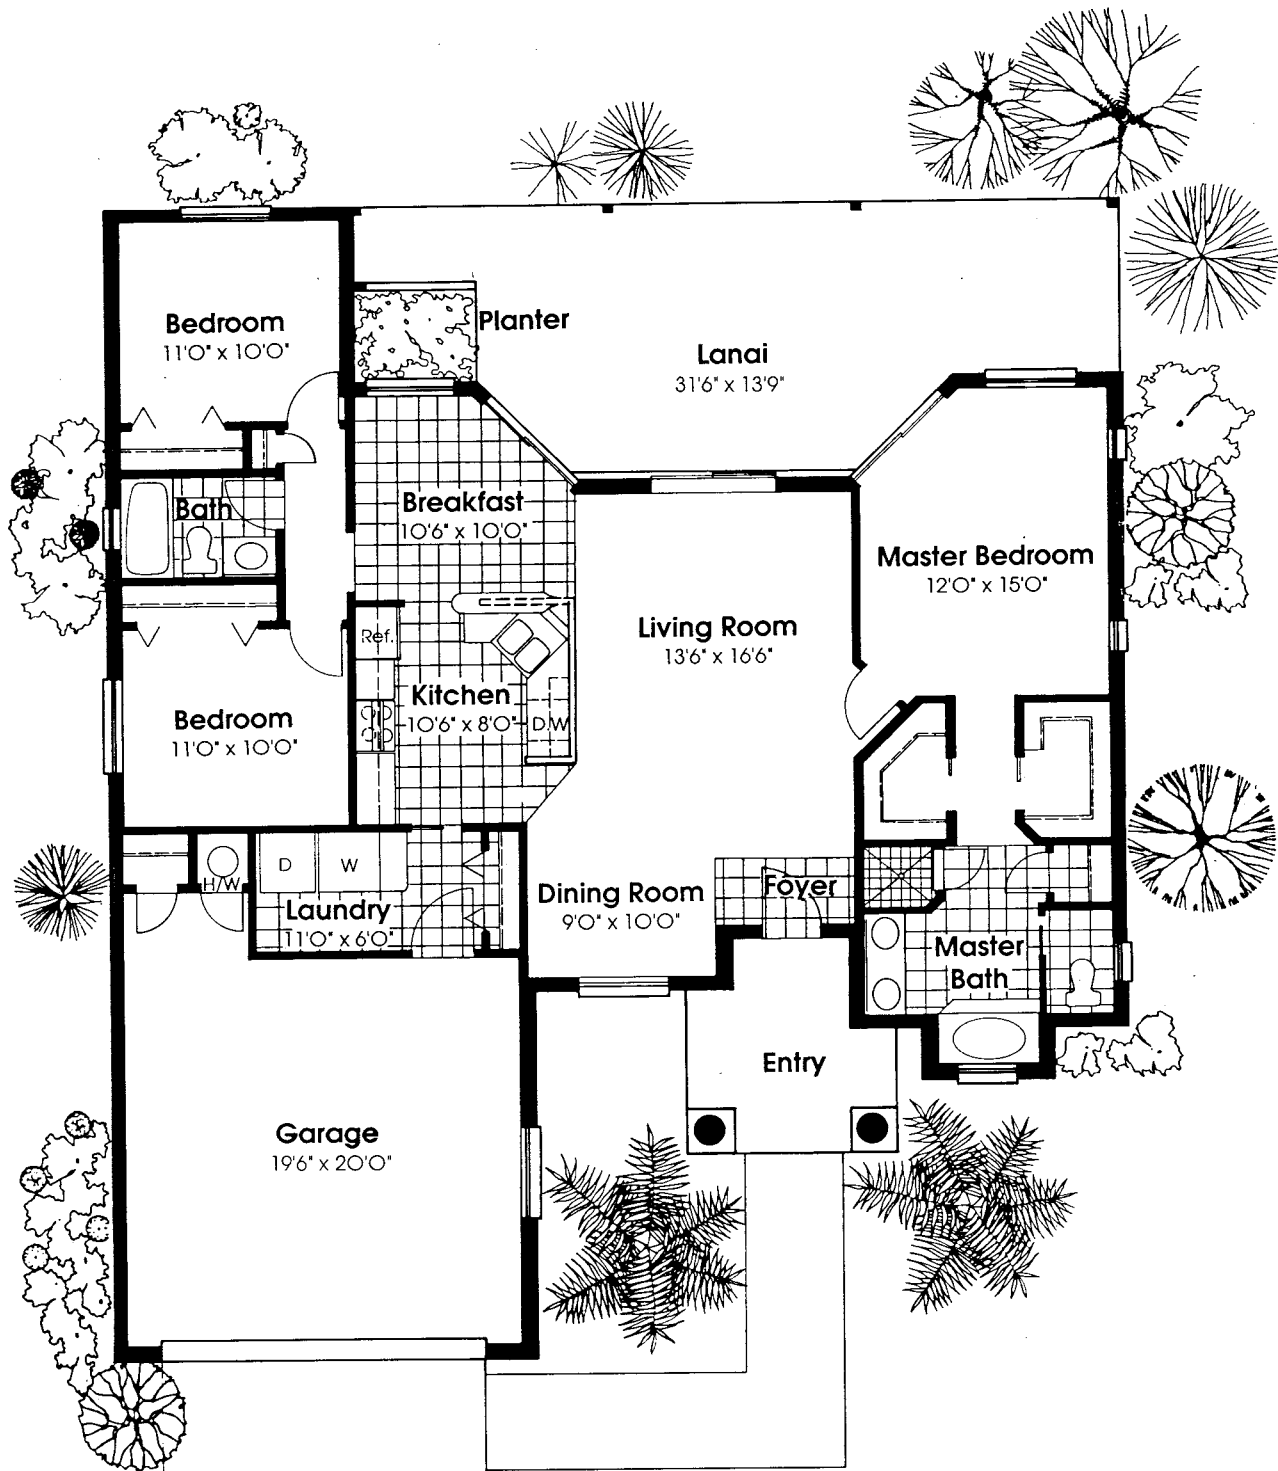 Bedroom
11'0" x 10'0"
Planter
Lanai
31'6" x 13'9"
Bath
Breakfast
10'6" x 10'0"
Master Bedroom
12'0" x 15'0"
Living Room
13'6" x 16'6"
Ref.
Kitchen
10'6" x 8'0"
D.W
Bedroom
11'0" x 10'0"
D
W
H/W
Laundry
11'0" x 6'0"
Dining Room
9'0" x 10'0"
Foyer
Master
Bath
Entry
Garage
19'6" x 20'0"